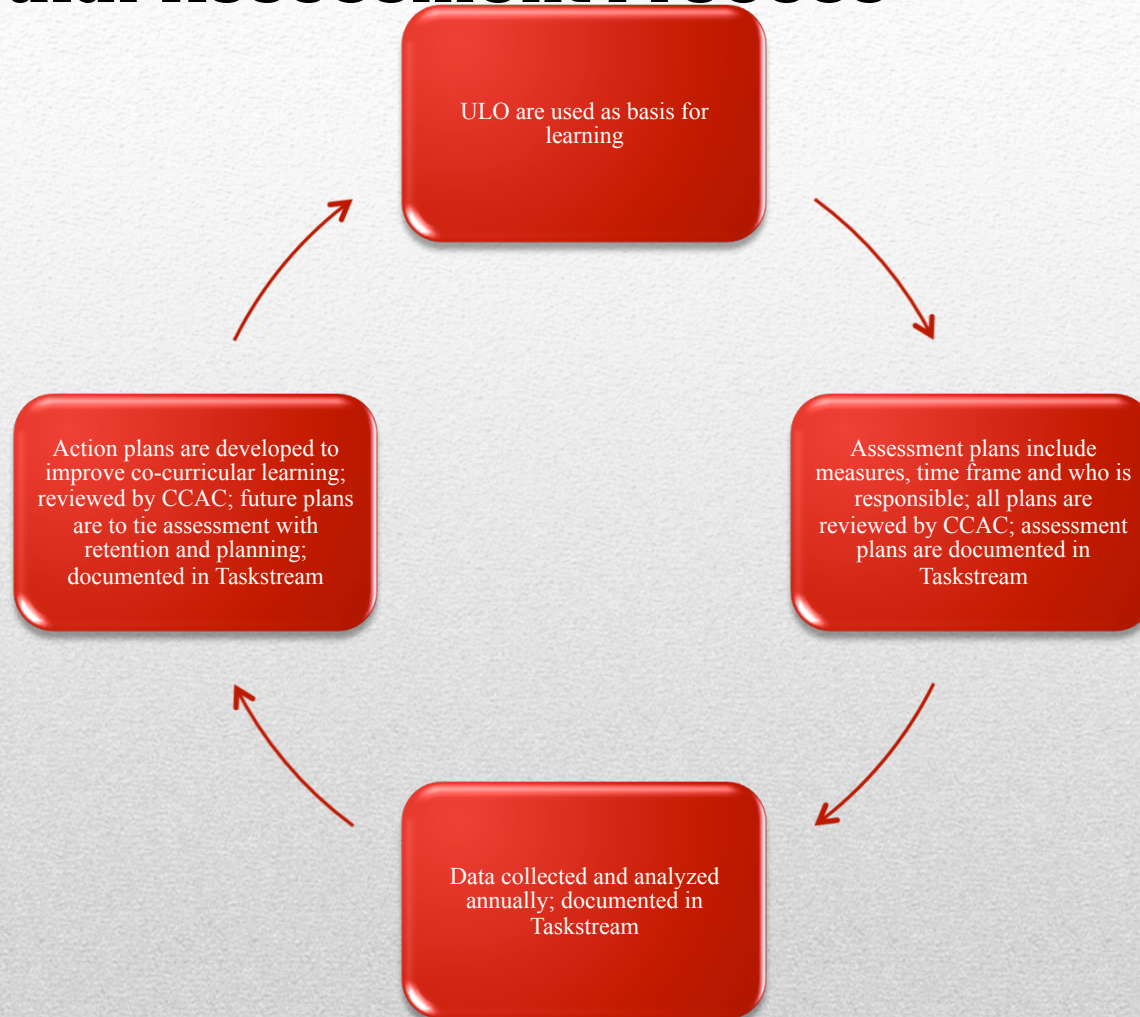 ULO are used as basis for
learning
Assessment plans include
measures, time frame and who is
responsible; all plans are
reviewed by CCAC; assessment
plans are documented in
Taskstream
Data collected and analyzed
annually; documented in
Taskstream
Action plans are developed to
improve co-curricular learning;
reviewed by CCAC; future plans
are to tie assessment with
retention and planning;
documented in Taskstream